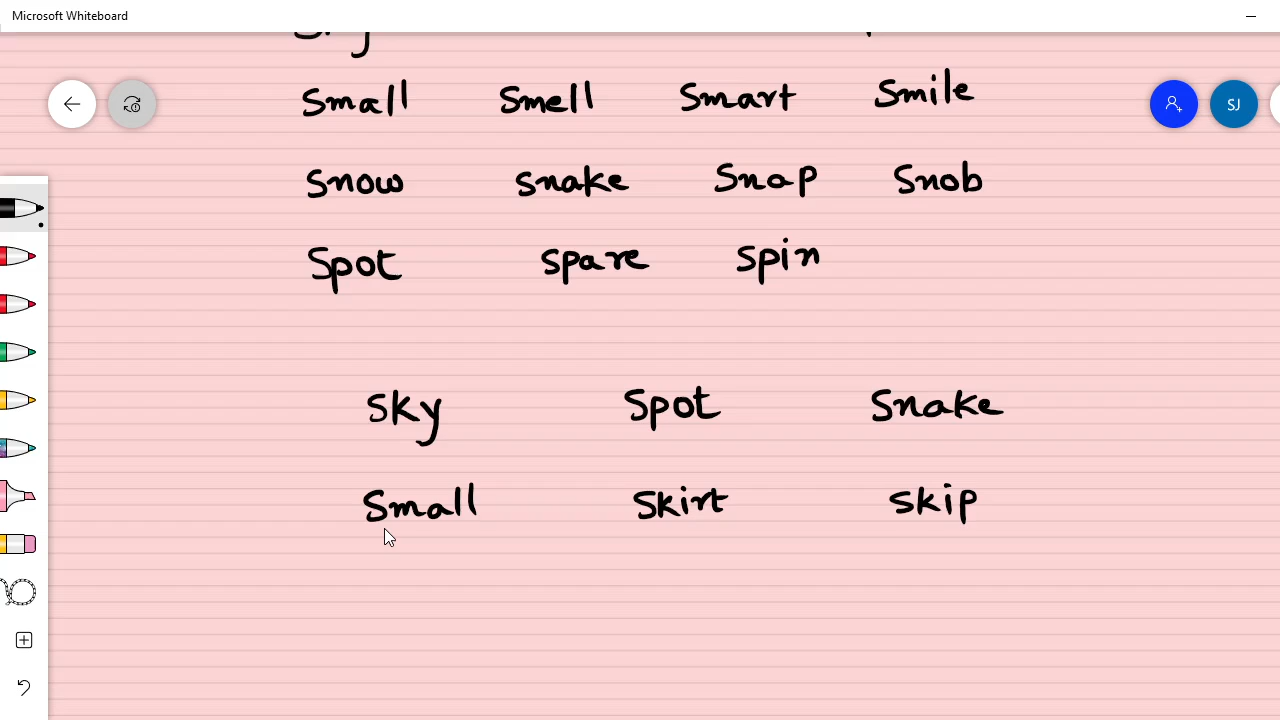 Microsoft Whiteboard
small smell smart smile
SJ
snow snake snap snob
spot spare spin
sky spot snake
small skirt skip